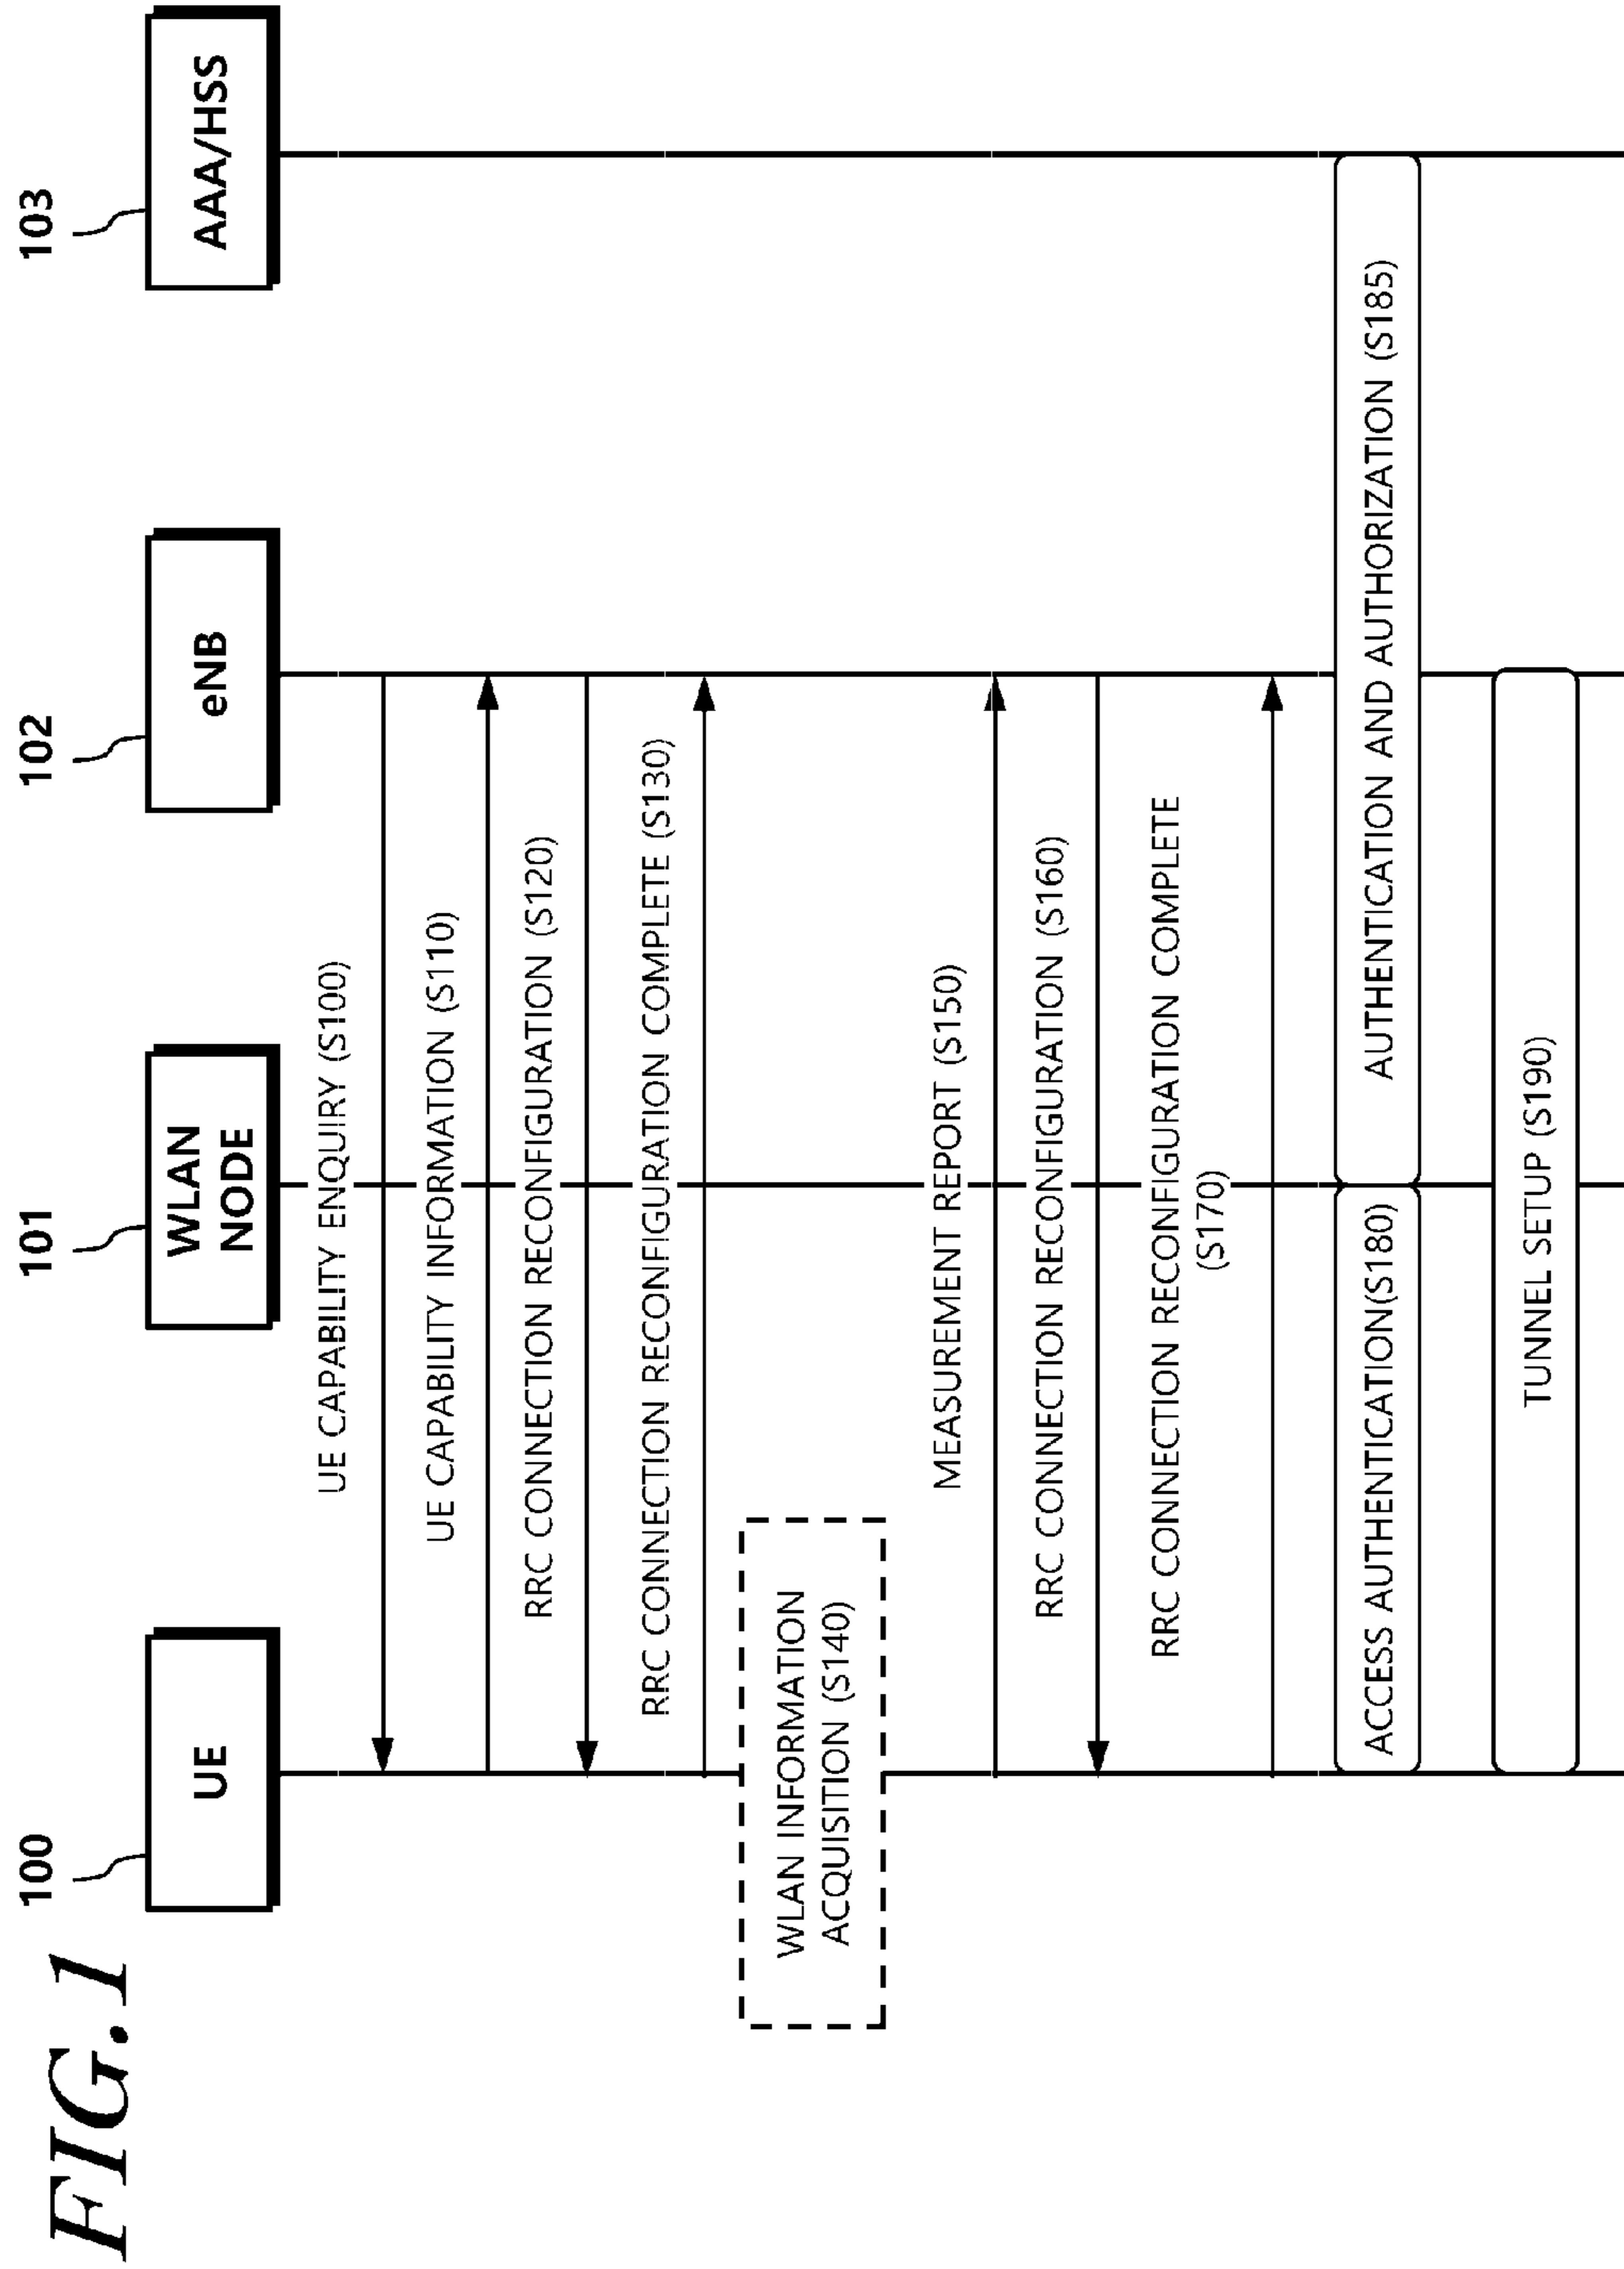 FIG.1
100
101
102
103
UE
WLAN
NODE
eNB
AAA/HSS
UE CAPABILITY ENQUIRY (S100)
UE CAPABILITY INFORMATION (S110)
RRC CONNECTION RECONFIGURATION (S120)
RRC CONNECTION RECONFIGURATION COMPLETE (S130)
WLAN INFORMATION
ACQUISITION (S140)
MEASUREMENT REPORT (S150)
RRC CONNECTION RECONFIGURATION (S160)
RRC CONNECTION RECONFIGURATION COMPLETE
(S170)
ACCESS AUTHENTICATION(S180)
AUTHENTICATION AND AUTHORIZATION (S185)
TUNNEL SETUP (S190)